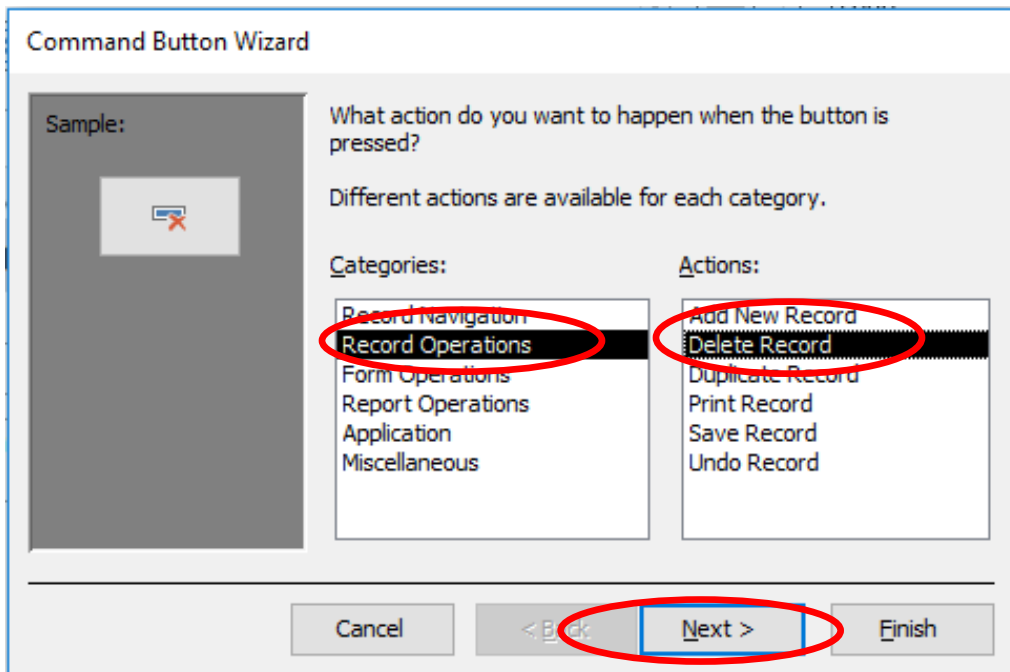 Command Button Wizard
Sample:
What action do you want to happen when the button is
pressed?
Different actions are available for each category.
Categories:
Actions:
Record Navigation
Record Operations
Form Operations
Report Operations
Application
Miscellaneous
Add New Record
Delete Record
Duplicate Record
Print Record
Save Record
Undo Record
Cancel
< Back
Next >
Finish